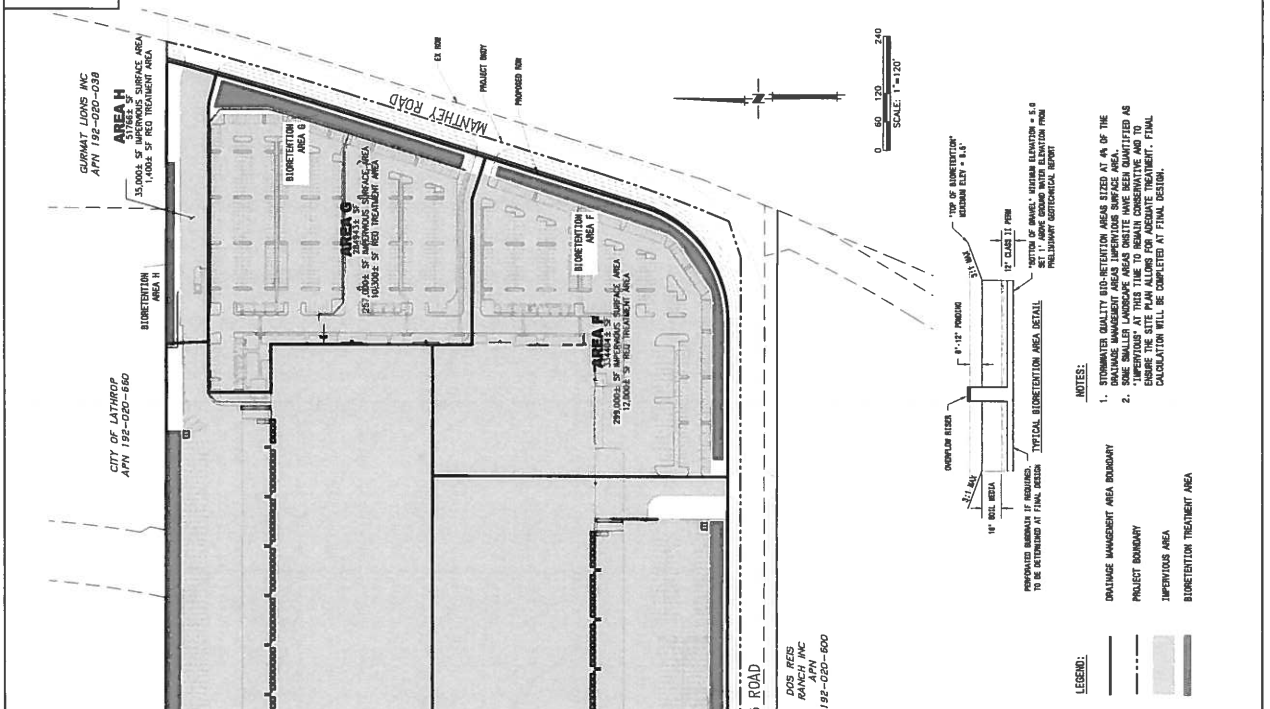 GURMAT LIONS INC
APN 192-020-038
AREA H
51766± SF
35,000± SF IMPERVIOUS SURFACE AREA
1,400± SF REQ TREATMENT AREA
BIORETENTION
AREA H
CITY OF LATHROP
APN 192-020-660
BIORETENTION
AREA G
AREA G
257,000± SF IMPERVIOUS SURFACE AREA
10,300± SF REQ TREATMENT AREA
MANTHEY ROAD
EX ROW
PROJECT BNDY
PROPOSED ROW
BIORETENTION
AREA F
AREA F
334404± SF
299,000± SF IMPERVIOUS SURFACE AREA
12,000± SF REQ TREATMENT AREA
N
0 60 120 240
SCALE: 1"=120'
ROAD
DOS REIS
RANCH INC
APN
192-020-600
OVERFLOW RISER
3:1 MAX
18" SOIL MEDIA
PERFORATED SUBDRAIN IF REQUIRED.
TO BE DETERMINED AT FINAL DESIGN
6"-12" PONDING
3:1 MAX
"TOP OF BIORETENTION"
MINIMUM ELEV = 8.5'
12" CLASS II PERM
"BOTTOM OF GRAVEL" MINIMUM ELEVATION = 5.0
SET 1' ABOVE GROUND WATER ELEVATION FROM
PRELIMINARY GEOTECHNICAL REPORT
TYPICAL BIORETENTION AREA DETAIL
NOTES:
1. STORMWATER QUALITY BIO-RETENTION AREAS SIZED AT 4% OF THE
DRAINAGE MANAGEMENT AREAS IMPERVIOUS SURFACE AREA.
2. SOME SMALLER LANDSCAPE AREAS ONSITE HAVE BEEN QUANTIFIED AS
"IMPERVIOUS" AT THIS TIME TO REMAIN CONSERVATIVE AND TO
ENSURE THE SITE PLAN ALLOWS FOR ADEQUATE TREATMENT. FINAL
CALCULATION WILL BE COMPLETED AT FINAL DESIGN.
LEGEND:
DRAINAGE MANAGEMENT AREA BOUNDARY
PROJECT BOUNDARY
IMPERVIOUS AREA
BIORETENTION TREATMENT AREA